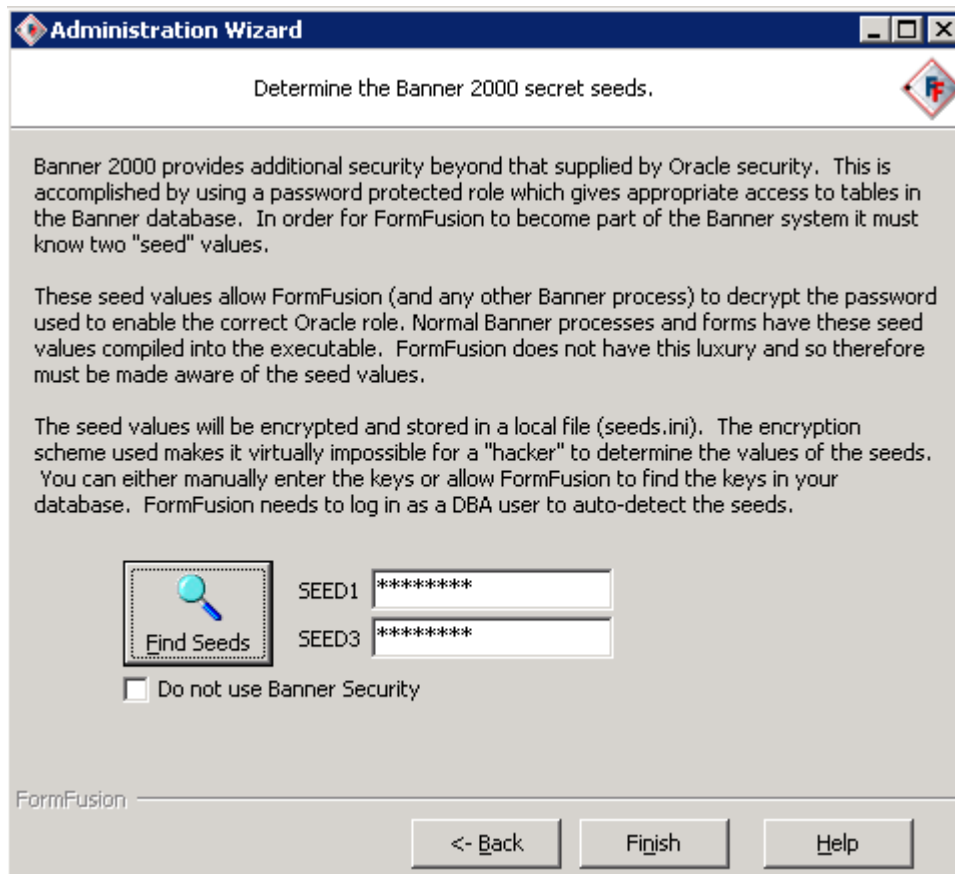 Administration Wizard
Determine the Banner 2000 secret seeds.
FF
Banner 2000 provides additional security beyond that supplied by Oracle security.  This is
accomplished by using a password protected role which gives appropriate access to tables in
the Banner database.  In order for FormFusion to become part of the Banner system it must
know two "seed" values.
These seed values allow FormFusion (and any other Banner process) to decrypt the password
used to enable the correct Oracle role. Normal Banner processes and forms have these seed
values compiled into the executable.  FormFusion does not have this luxury and so therefore
must be made aware of the seed values.
The seed values will be encrypted and stored in a local file (seeds.ini).  The encryption
scheme used makes it virtually impossible for a "hacker" to determine the values of the seeds.
You can either manually enter the keys or allow FormFusion to find the keys in your
database.  FormFusion needs to log in as a DBA user to auto-detect the seeds.
SEED1 ********
Find Seeds
SEED3 ********
Do not use Banner Security
FormFusion
<- Back Finish Help